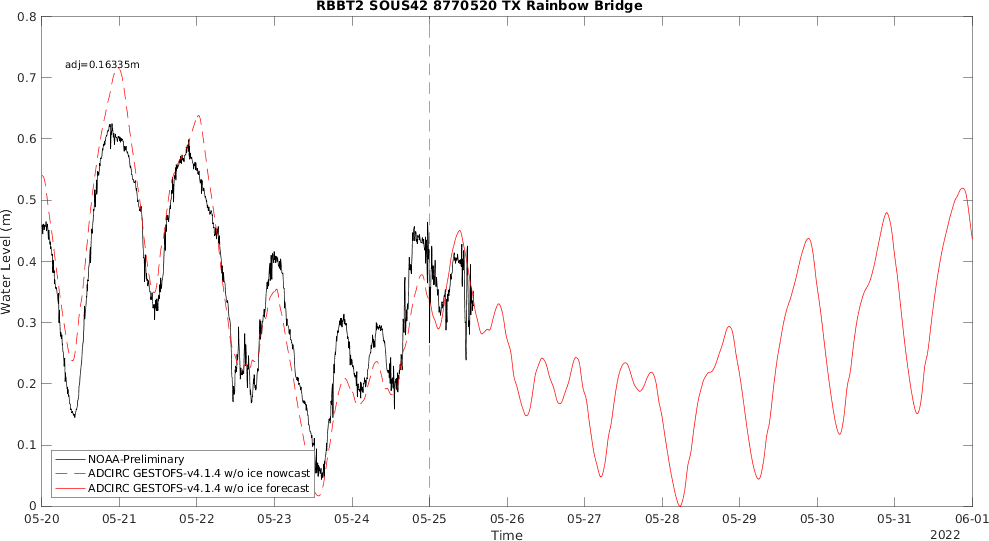 RBBT2 SOUS42 8770520 TX Rainbow Bridge
0.8
0.7
0.6
0.5
0.4
0.3
0.2
0.1
0
Water Level (m)
adj=0.16335m
NOAA-Preliminary
ADCIRC GESTOFS-v4.1.4 w/o ice nowcast
ADCIRC GESTOFS-v4.1.4 w/o ice forecast
05-20 05-21 05-22 05-23 05-24 05-25 05-26 05-27 05-28 05-29 05-30 05-31 06-01
Time
2022